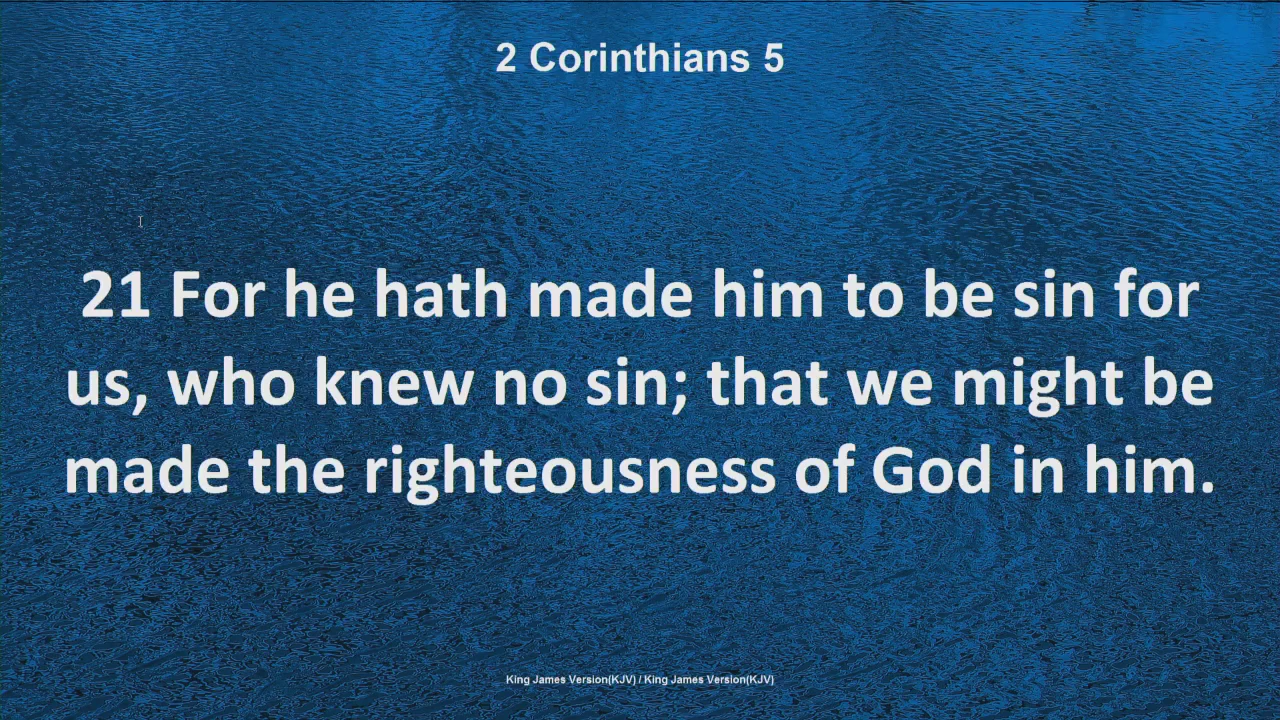 2 Corinthians 5
21 For he hath made him to be sin for
us, who knew no sin; that we might be
made the righteousness of God in him.
King James Version(KJV) / King James Version(KJV)